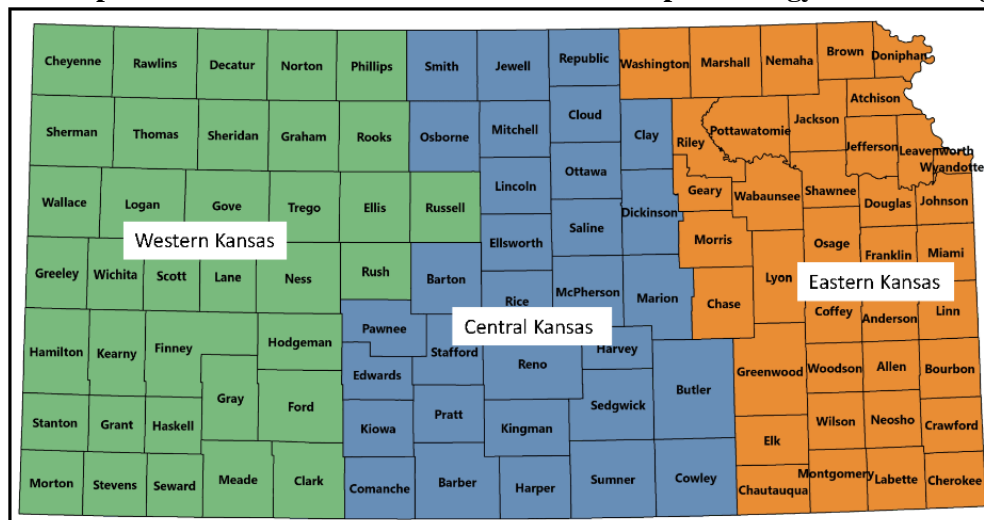 Cheyenne Rawlins Decatur Norton Phillips Smith Jewell Republic Washington Marshall Nemaha Brown Doniphan
Sherman Thomas Sheridan Graham Rooks Osborne Mitchell Cloud Clay Riley Pottawatomie Jackson Atchison
Jefferson Leavenworth
Wyandotte
Wallace Logan Gove Trego Ellis Russell Lincoln Ottawa Dickinson Geary Wabaunsee Shawnee Douglas Johnson
Western Kansas
Ellsworth Saline Morris Osage Franklin Miami
Greeley Wichita Scott Lane Ness Rush Barton Rice McPherson Marion Chase Lyon
Eastern Kansas
Coffey Anderson Linn
Central Kansas
Hamilton Kearny Finney Hodgeman Pawnee Stafford Reno Harvey
Edwards Greenwood Woodson Allen Bourbon
Gray Ford Butler
Stanton Grant Haskell Kiowa Pratt Kingman Sedgwick Elk Wilson Neosho Crawford
Morton Stevens Seward Meade Clark Comanche Barber Harper Sumner Cowley Chautauqua Montgomery Labette Cherokee